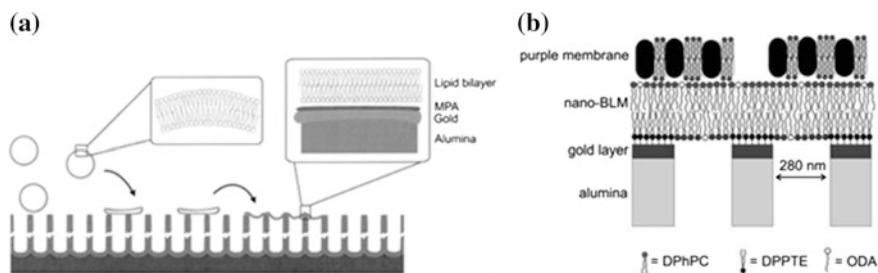 (a)
Lipid bilayer
MPA
Gold
Alumina
(b)
purple membrane
nano-BLM
gold layer
280 nm
alumina
= DPhPC
= DPPTE
= ODA